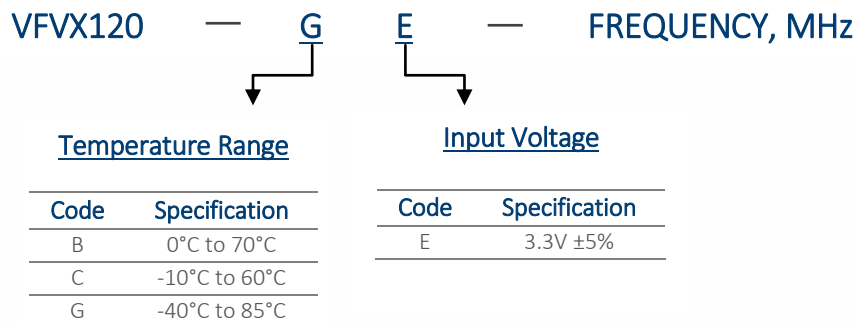 VFVX120 — G E — FREQUENCY, MHz
Temperature Range
Code Specification
B 0°C to 70°C
C -10°C to 60°C
G -40°C to 85°C
Input Voltage
Code Specification
E 3.3V ±5%